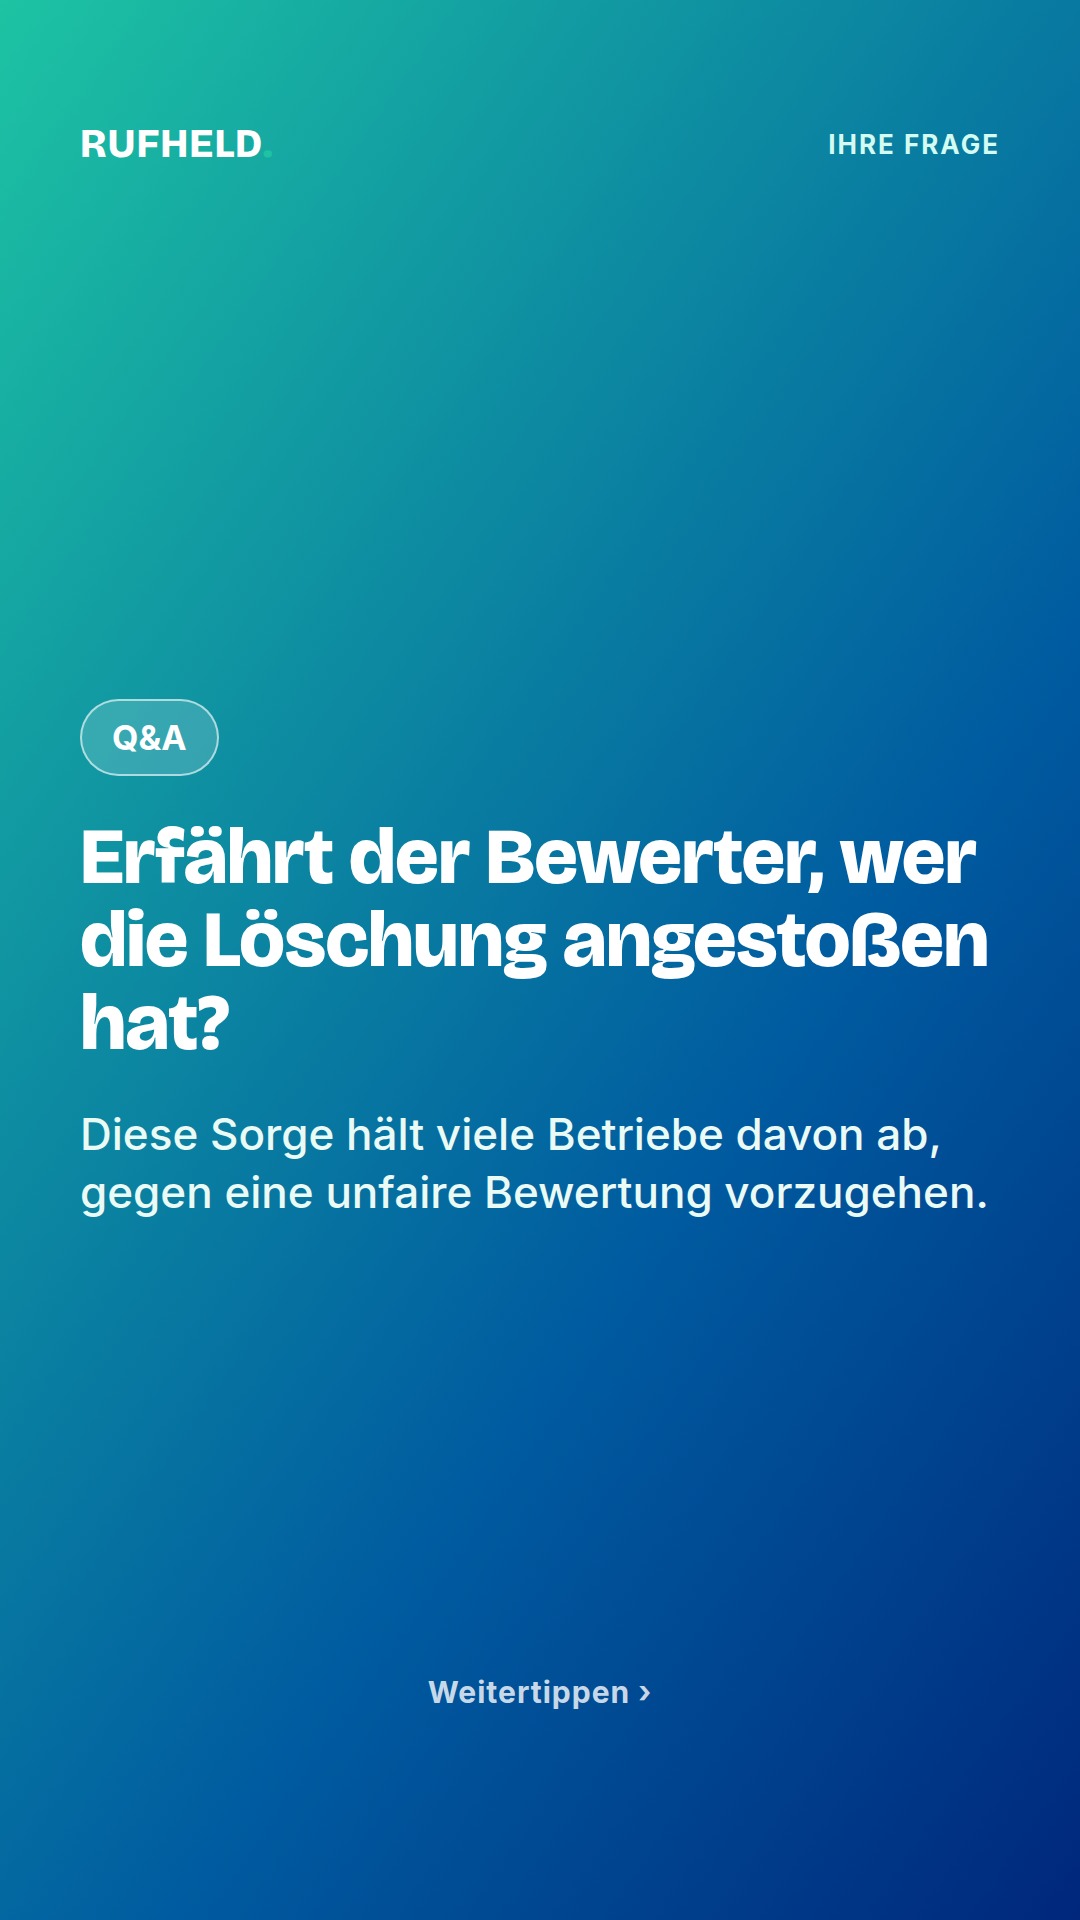 RUFHELD.
IHRE FRAGE
Q&A
Erfährt der Bewerter, wer
die Löschung angestoßen
hat?
Diese Sorge hält viele Betriebe davon ab,
gegen eine unfaire Bewertung vorzugehen.
Weitertippen ›